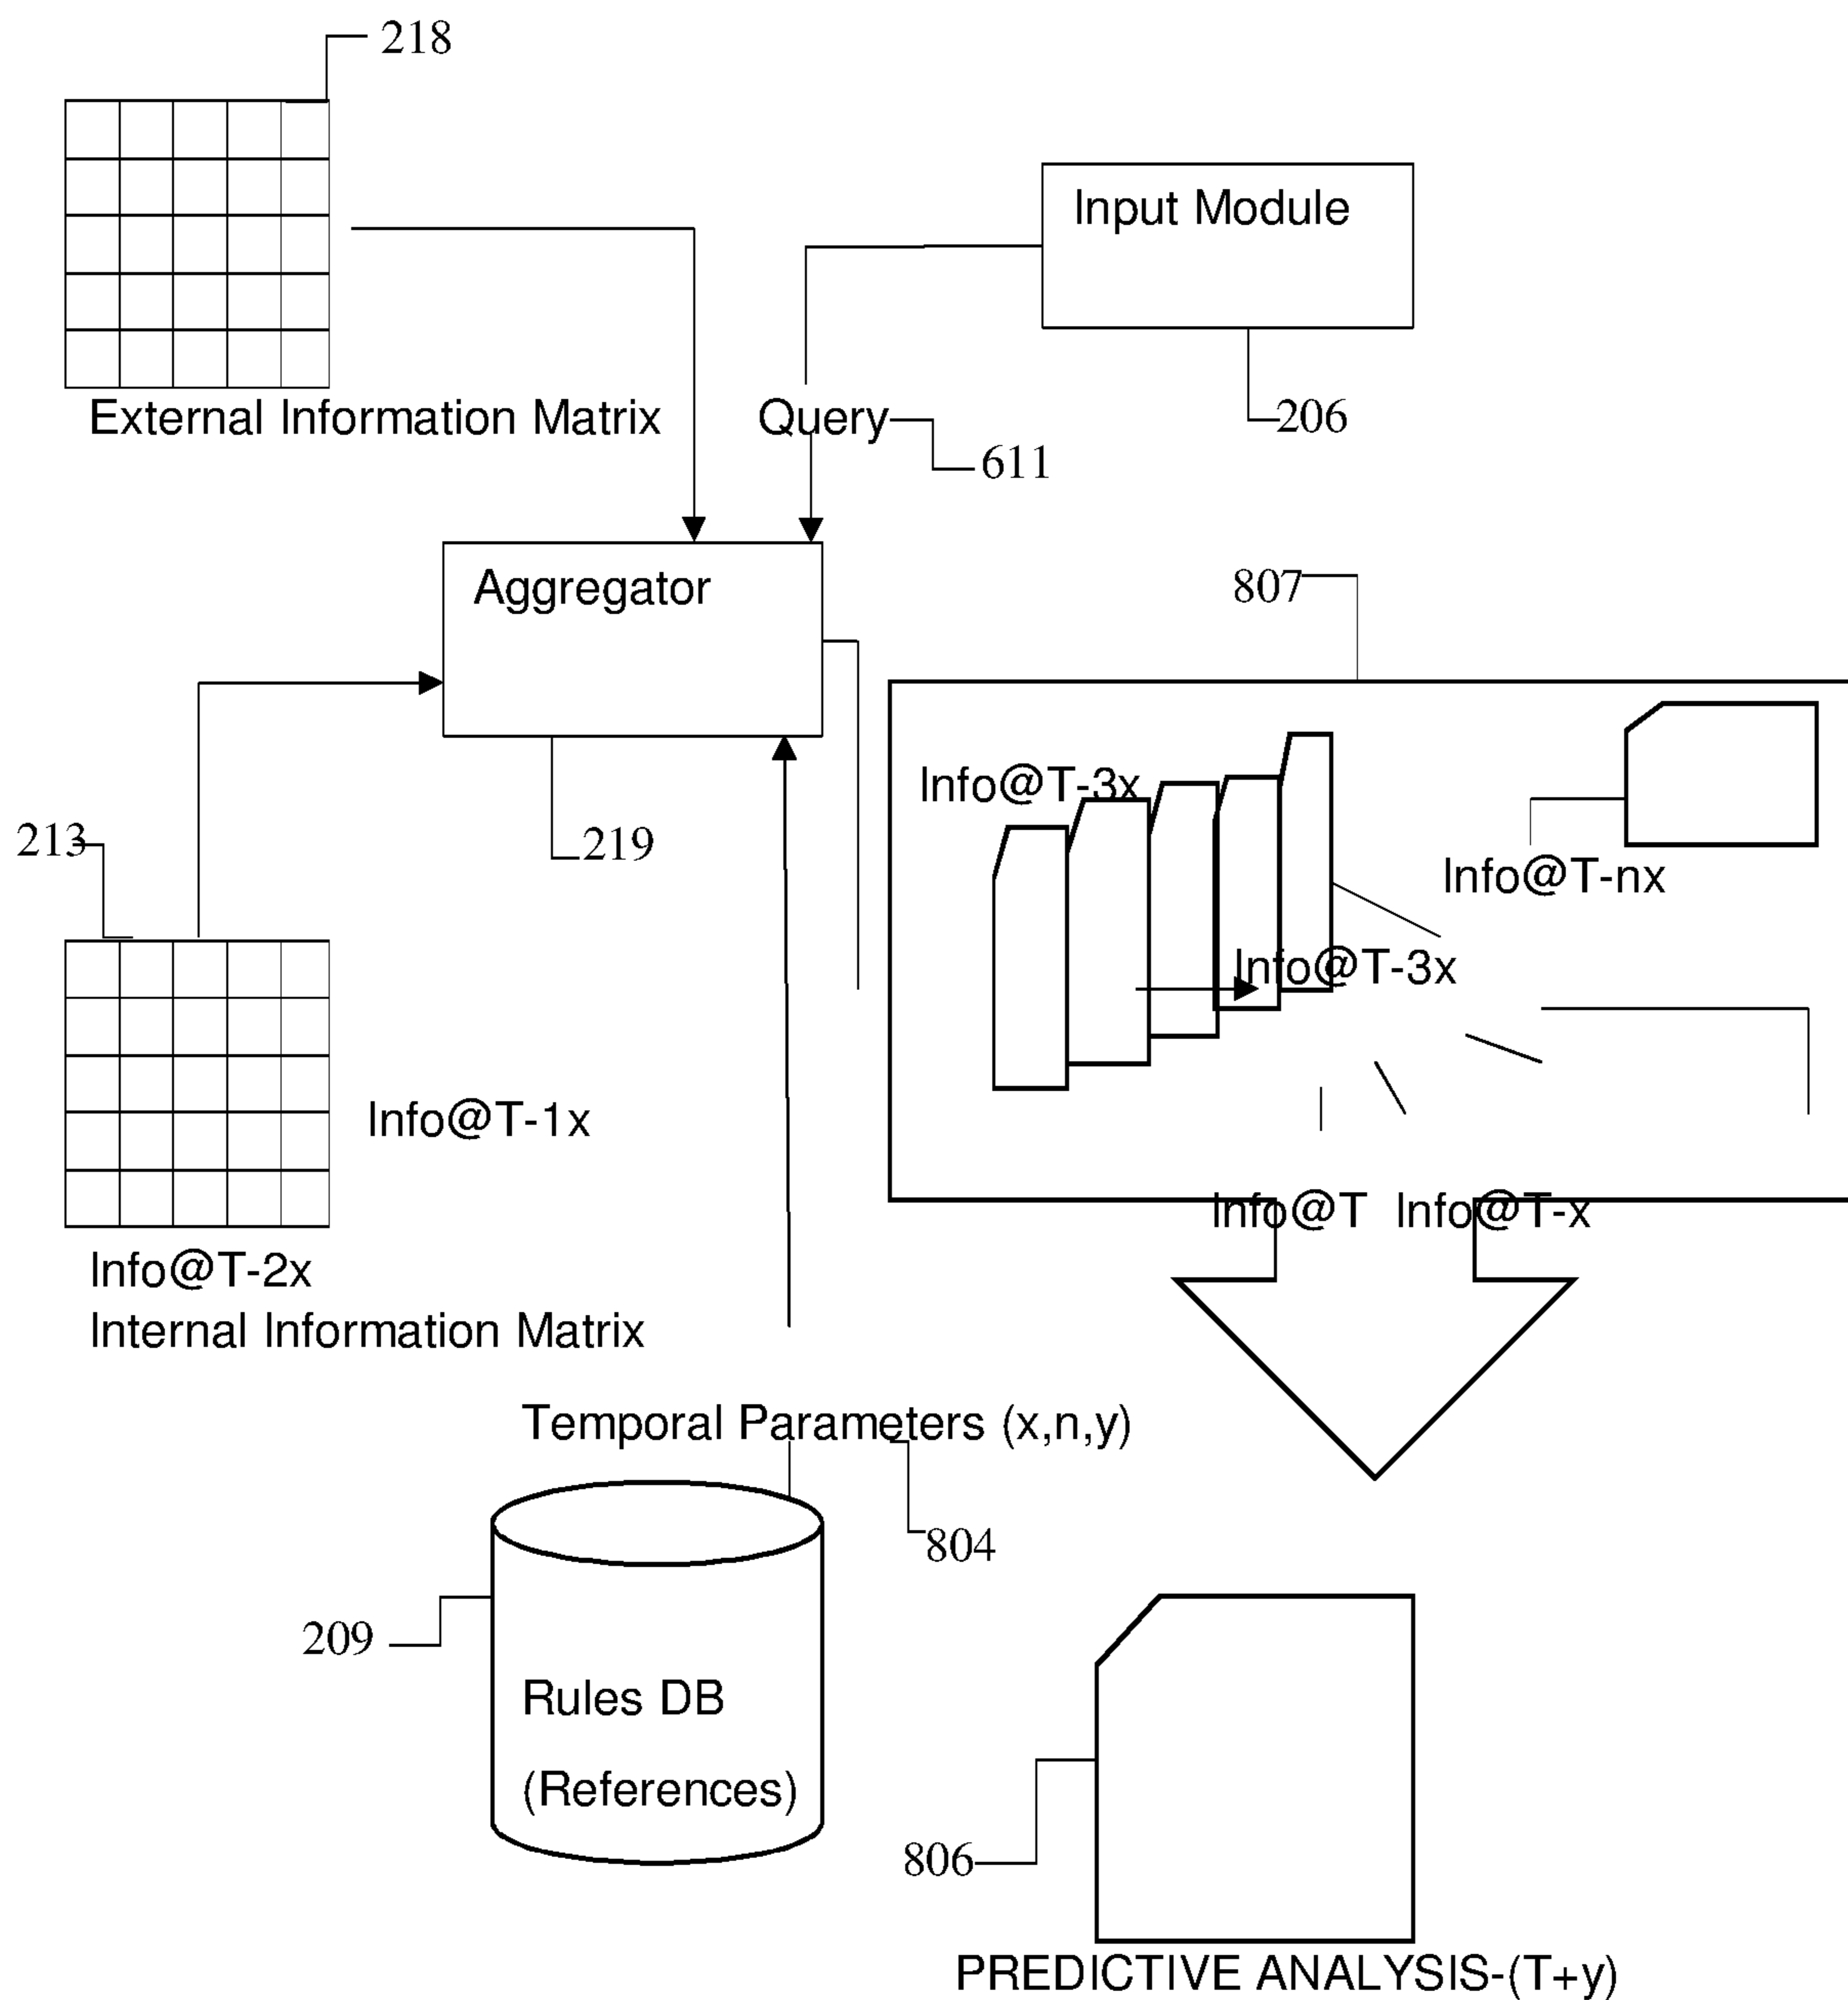 218
Input Module
External Information Matrix
Query
206
611
Aggregator
807
Info@T-3x
213
219
Info@T-nx
Info@T-3x
Info@T-1x
Info@T Info@T-x
Info@T-2x
Internal Information Matrix
Temporal Parameters (x,n,y)
804
209
Rules DB
(References)
806
PREDICTIVE ANALYSIS-(T+y)